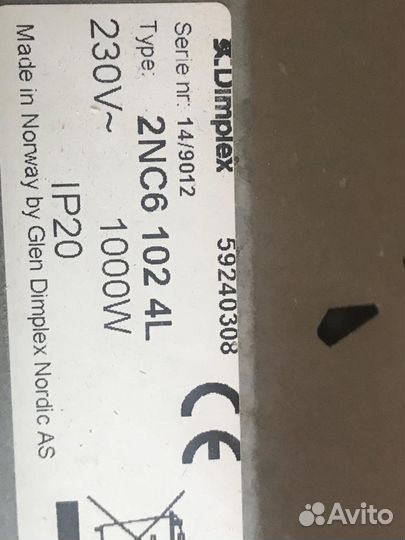 Dimplex 59240308
Serie nr: 14/9012
Type: 2NC6 102 4L
230V~ 1000W
IP20
Made in Norway by Glen Dimplex Nordic AS
CE
Avito